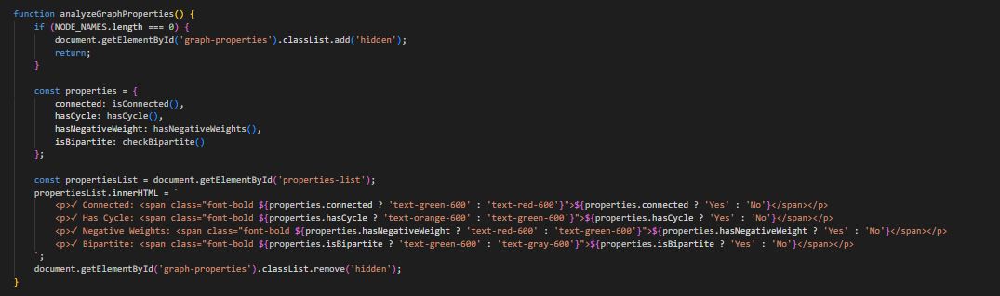 function analyzeGraphProperties() {
    if (NODE_NAMES.length === 0) {
        document.getElementById('graph-properties').classList.add('hidden');
        return;
    }

    const properties = {
        connected: isConnected(),
        hasCycle: hasCycle(),
        hasNegativeWeight: hasNegativeWeights(),
        isBipartite: checkBipartite()
    };

    const propertiesList = document.getElementById('properties-list');
    propertiesList.innerHTML = `
        <p>✓ Connected: <span class="font-bold ${properties.connected ? 'text-green-600' : 'text-red-600'}">${properties.connected ? 'Yes' : 'No'}</span></p>
        <p>✓ Has Cycle: <span class="font-bold ${properties.hasCycle ? 'text-orange-600' : 'text-green-600'}">${properties.hasCycle ? 'Yes' : 'No'}</span></p>
        <p>✓ Negative Weights: <span class="font-bold ${properties.hasNegativeWeight ? 'text-red-600' : 'text-green-600'}">${properties.hasNegativeWeight ? 'Yes' : 'No'}</span></p>
        <p>✓ Bipartite: <span class="font-bold ${properties.isBipartite ? 'text-green-600' : 'text-gray-600'}">${properties.isBipartite ? 'Yes' : 'No'}</span></p>
    `;
    document.getElementById('graph-properties').classList.remove('hidden');
}